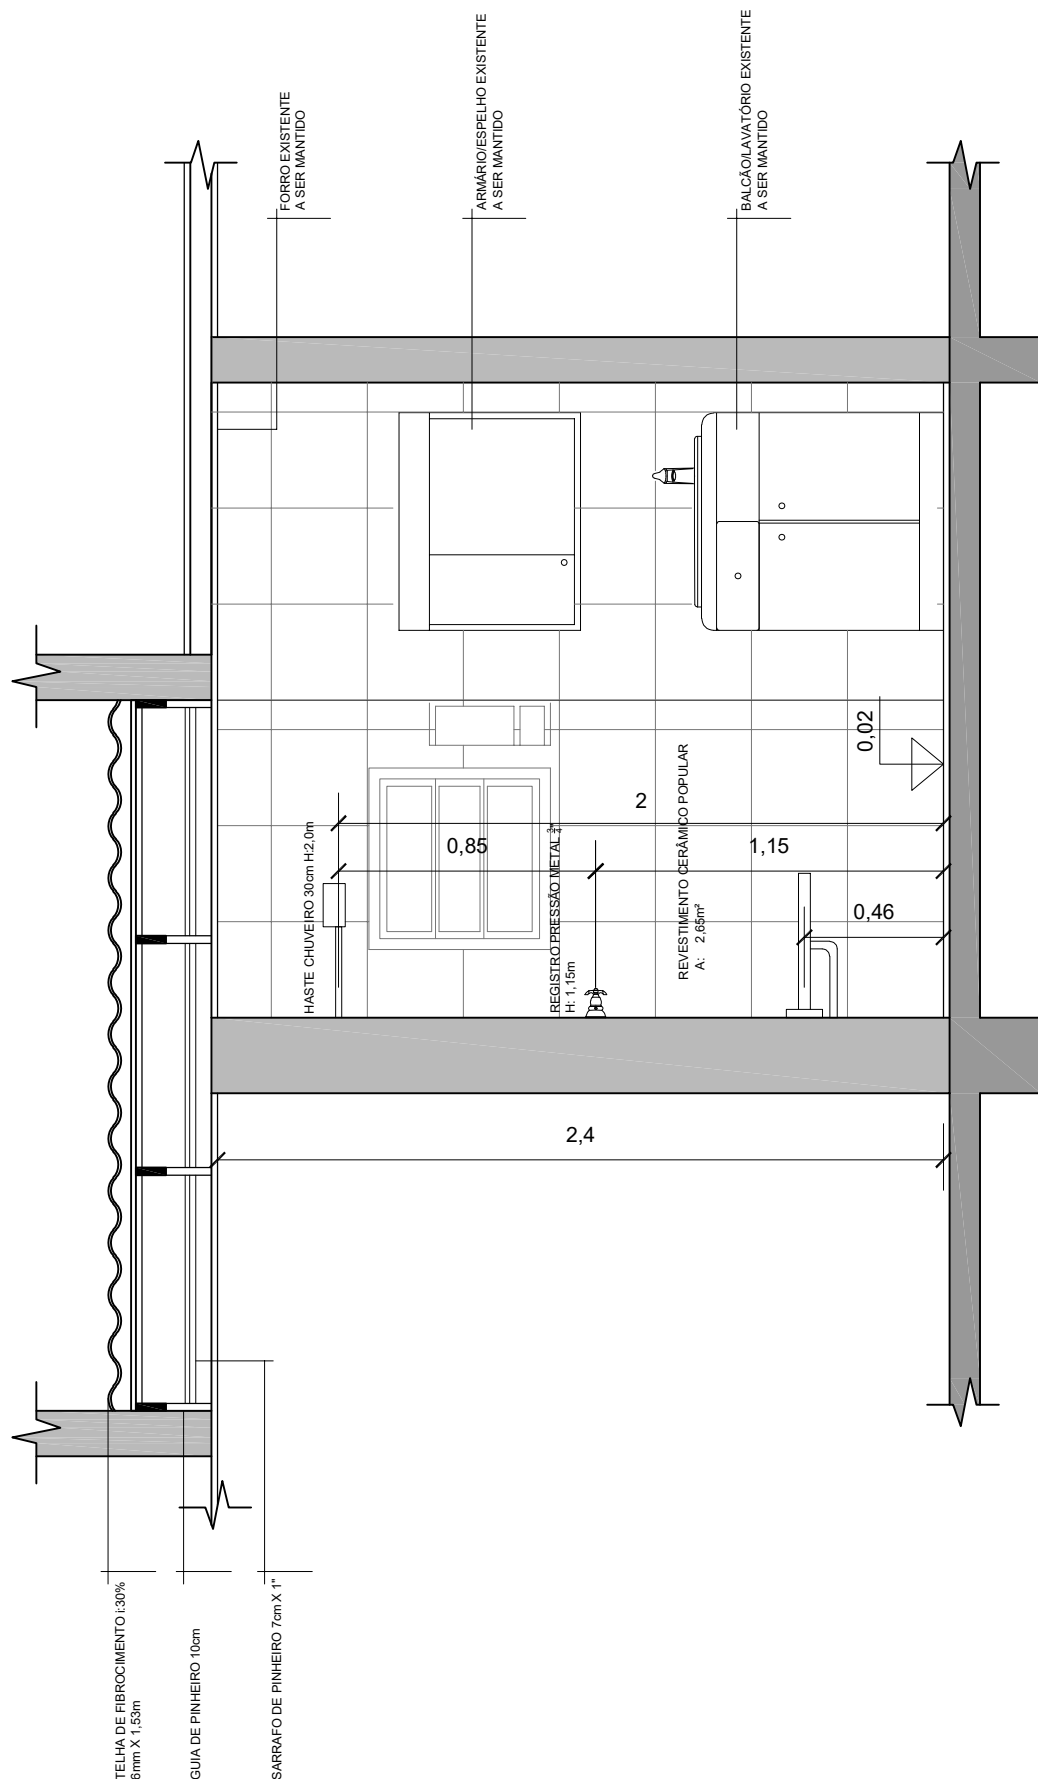 FORRO EXISTENTE
A SER MANTIDO
ARMÁRIO/ESPELHO EXISTENTE
A SER MANTIDO
BALCÃO/LAVATÓRIO EXISTENTE
A SER MANTIDO
0,02
2
0,85
1,15
0,46
HASTE CHUVEIRO 30cm H:2,0m
REGISTRO PRESSÃO METAL 3/4"
H: 1,15m
REVESTIMENTO CERÂMICO POPULAR
A: 2,65m²
2,4
TELHA DE FIBROCIMENTO i:30%
6mm X 1,53m
GUIA DE PINHEIRO 10cm
SARRAFO DE PINHEIRO 7cm X 1"